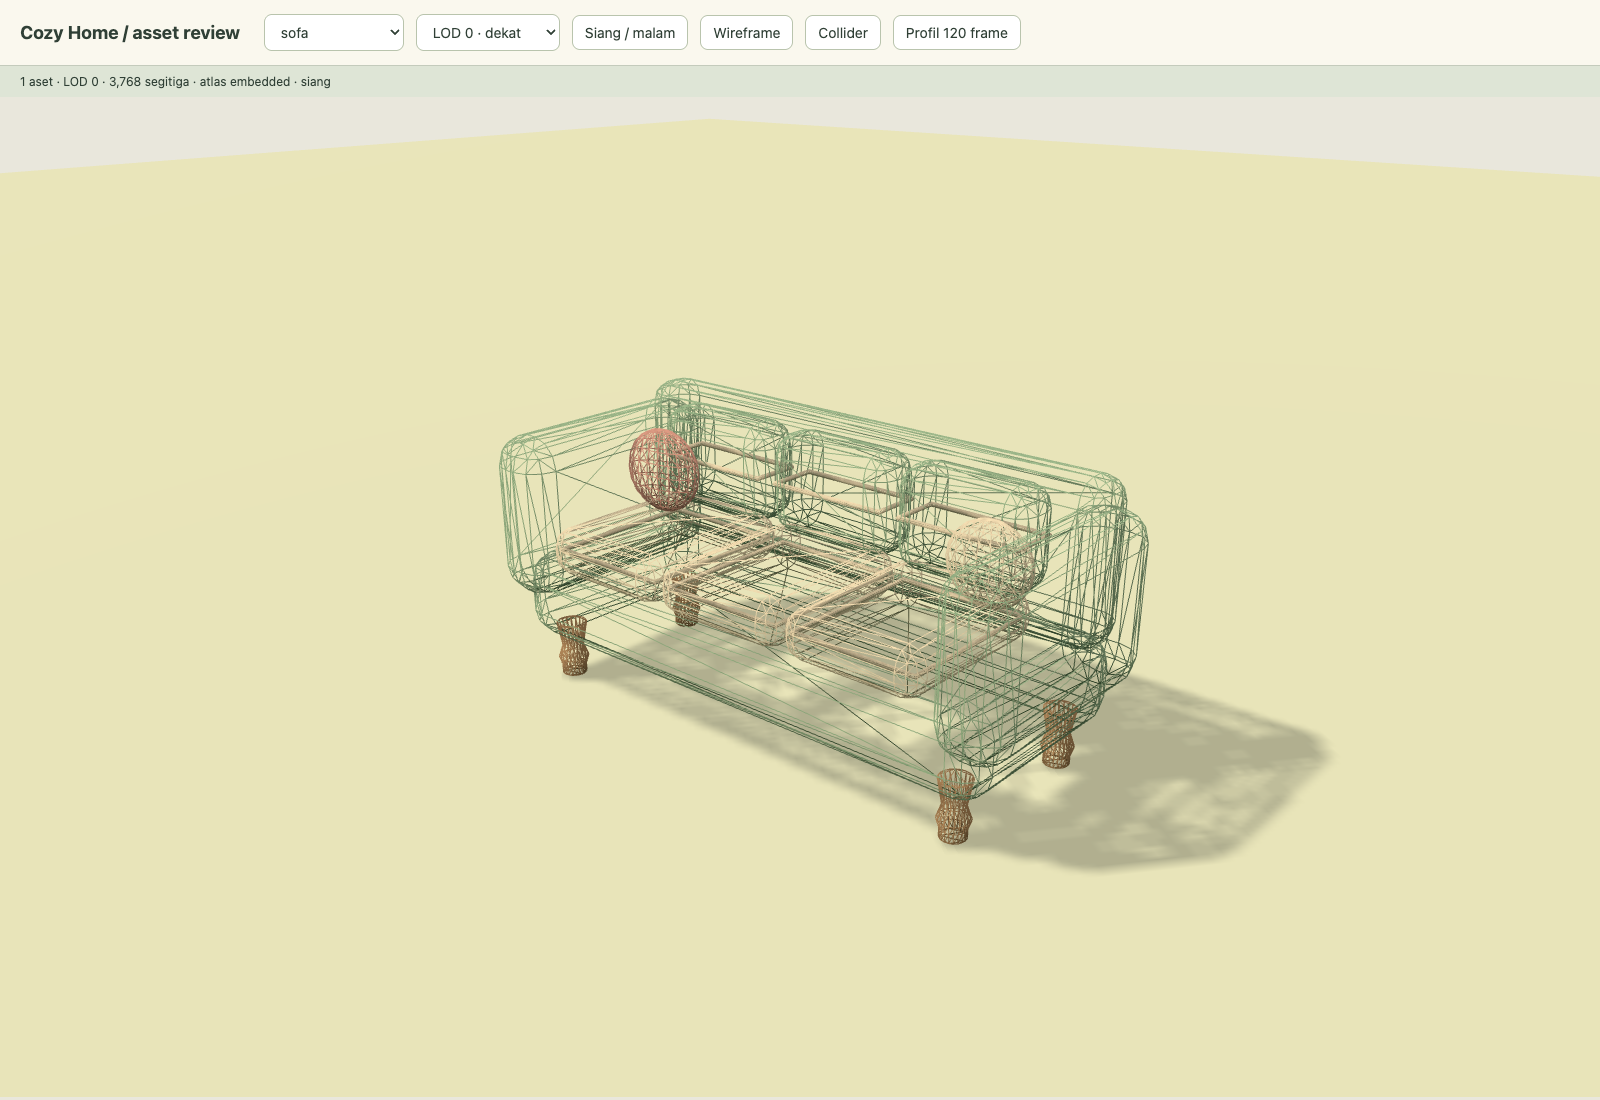 Cozy Home / asset review
sofa
LOD 0 · dekat
Siang / malam
Wireframe
Collider
Profil 120 frame
1 aset · LOD 0 · 3,768 segitiga · atlas embedded · siang